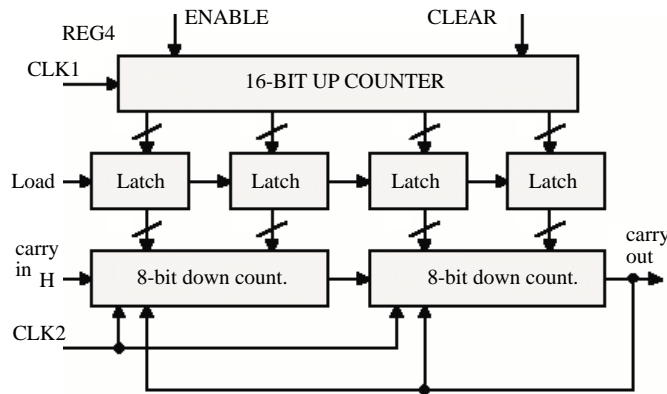 ENABLE
CLEAR
REG4
CLK1
16-BIT UP COUNTER
Load
Latch
Latch
Latch
Latch
carry
in
H
8-bit down count.
8-bit down count.
carry
out
CLK2